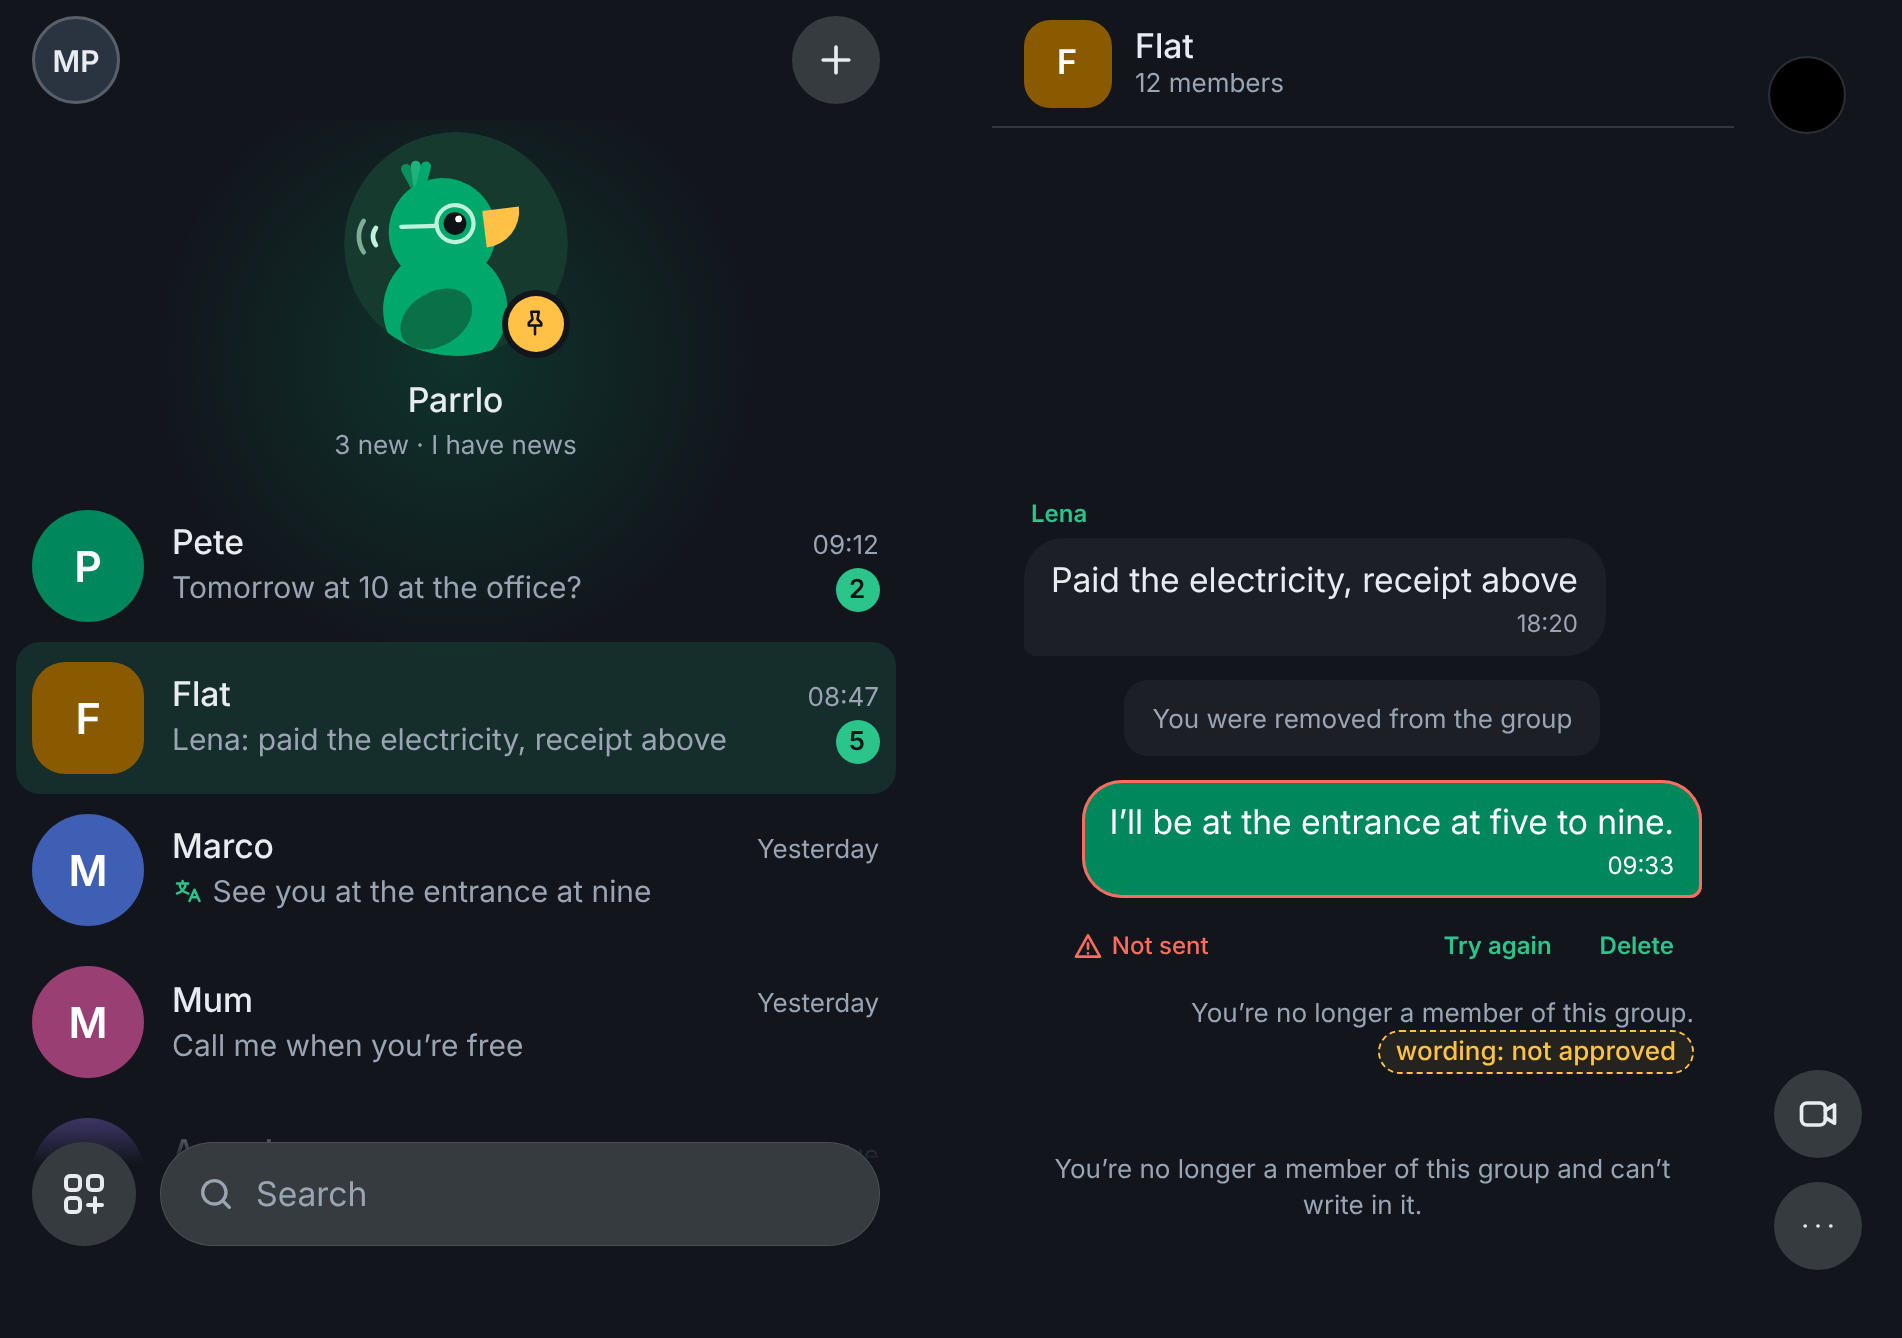 MP
Parrlo
3 new · I have news
P
Pete
09:12
Tomorrow at 10 at the office?
2
F
Flat
08:47
Lena: paid the electricity, receipt above
5
M
Marco
Yesterday
See you at the entrance at nine
M
Mum
Yesterday
Call me when you’re free
Search
F
Flat
12 members
Lena
Paid the electricity, receipt above
18:20
You were removed from the group
I’ll be at the entrance at five to nine.
09:33
Not sent
Try again
Delete
You’re no longer a member of this group.
wording: not approved
You’re no longer a member of this group and can’t
write in it.